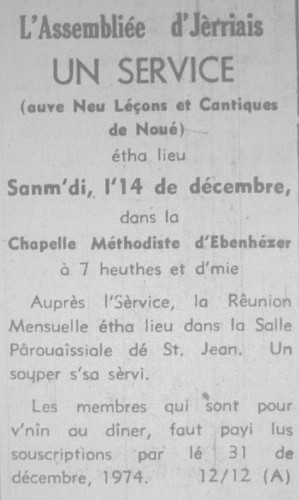 L'Assembliée d'Jèrriais
UN SERVICE
(auve Neu Léçons et Cantiques
de Noué)
étha lieu
Sanm'di, l'14 de décembre,
dans la
Chapelle Méthodiste d'Ebenhézer
à 7 heuthes et d'mie
Auprès l'Sèrvice, la Rêunion
Mensuelle étha lieu dans la Salle
Pârouaîssiale dé St. Jean. Un
souper s'sa sèrvi.
Les membres qui sont pour
v'nîn au dîner, faut payi lus
souscriptions par lé 31 de
décembre, 1974. 12/12 (A)